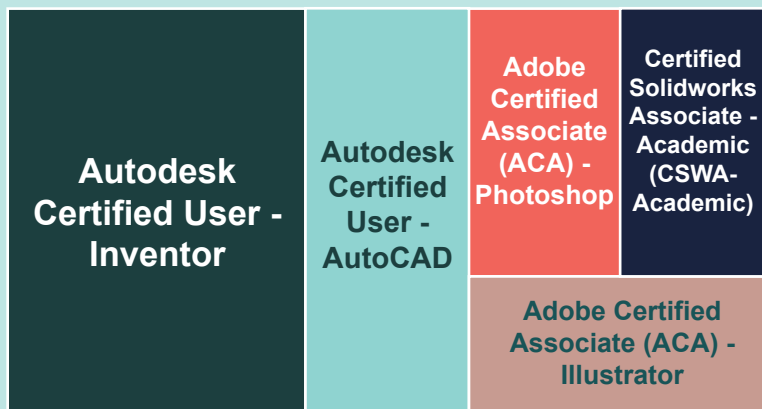 Autodesk
Certified User -
Inventor
Autodesk
Certified
User -
AutoCAD
Adobe
Certified
Associate
(ACA) -
Photoshop
Certified
Solidworks
Associate -
Academic
(CSWA-
Academic)
Adobe Certified
Associate (ACA) -
Illustrator